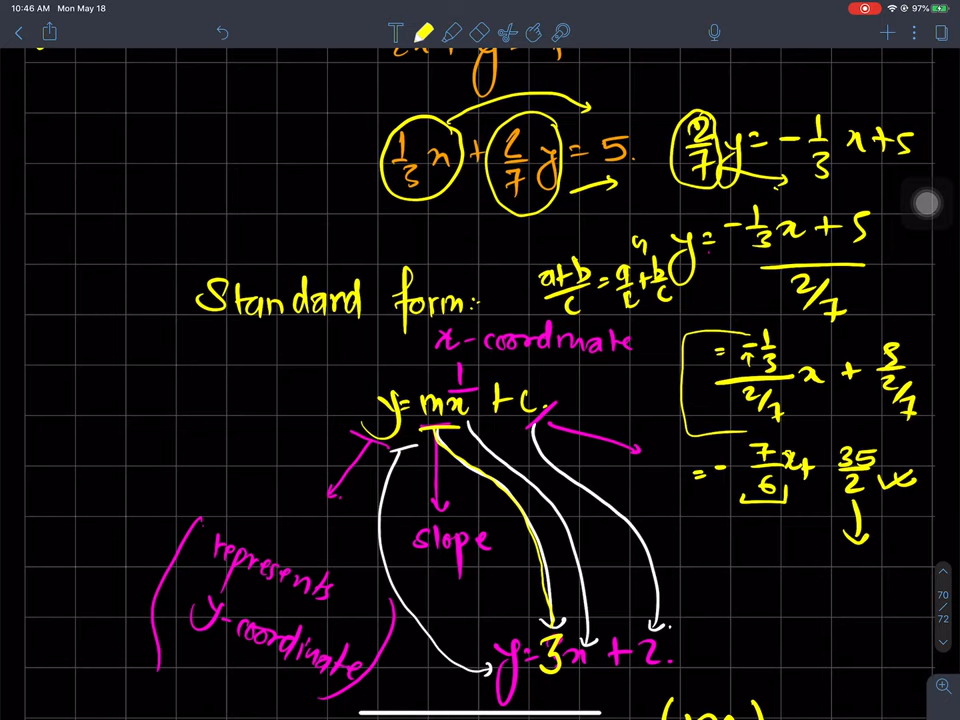 10:46 AM Mon May 18
97%
1/3 x + 2/7 y = 5.
2/7 y = -1/3 x + 5
y = (-1/3 x + 5) / (2/7)
Standard form:
(a+b)/c = a/c + b/c
= (-1/3)/(2/7) x + 5/(2/7)
x-coordinate
y = mx + c.
= - 7/6 x + 35/2
slope
represents
y-coordinate
y = 3x + 2.
70
/
72